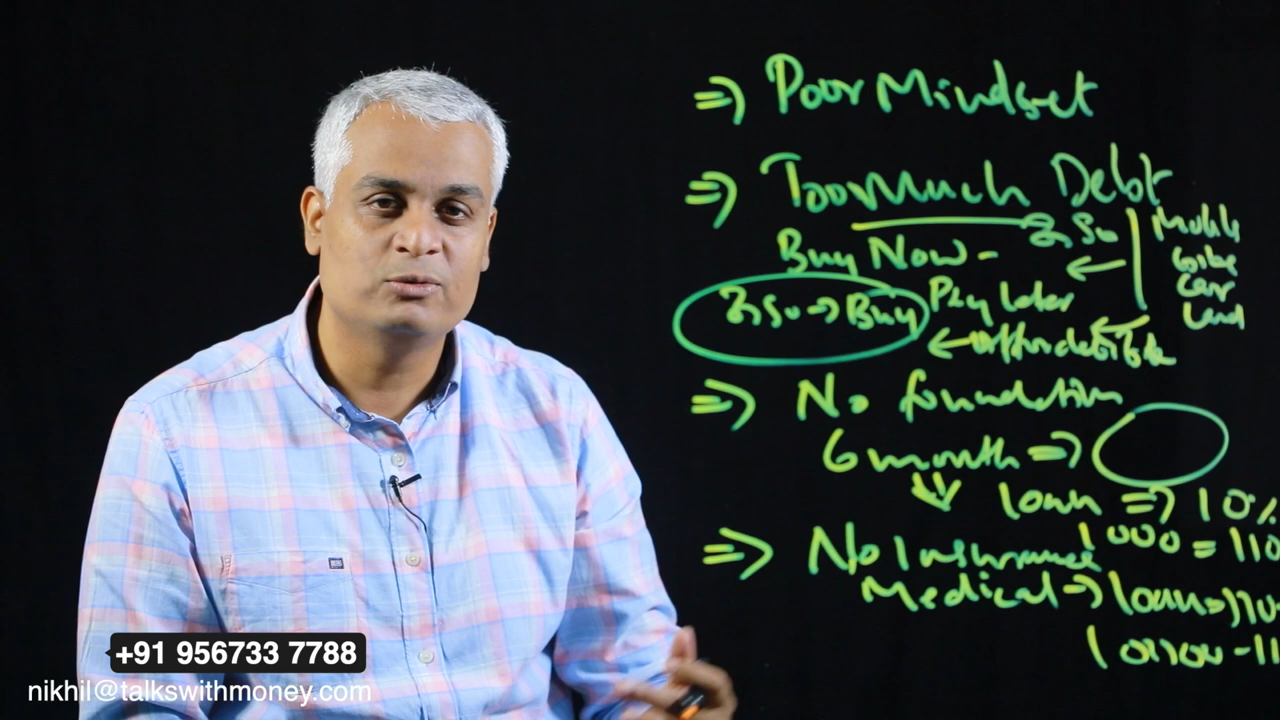 => Poor Mindset
=> Too Much Debt
Buy Now -
Pay later
Mobile
bike
car
Land
=> Buy
=> No foundation
6 month =>
loan => 10%
1000 = 110
=> No Insurance
Medical => loan => 110
+91 956733 7788
nikhil@talkswithmoney.com